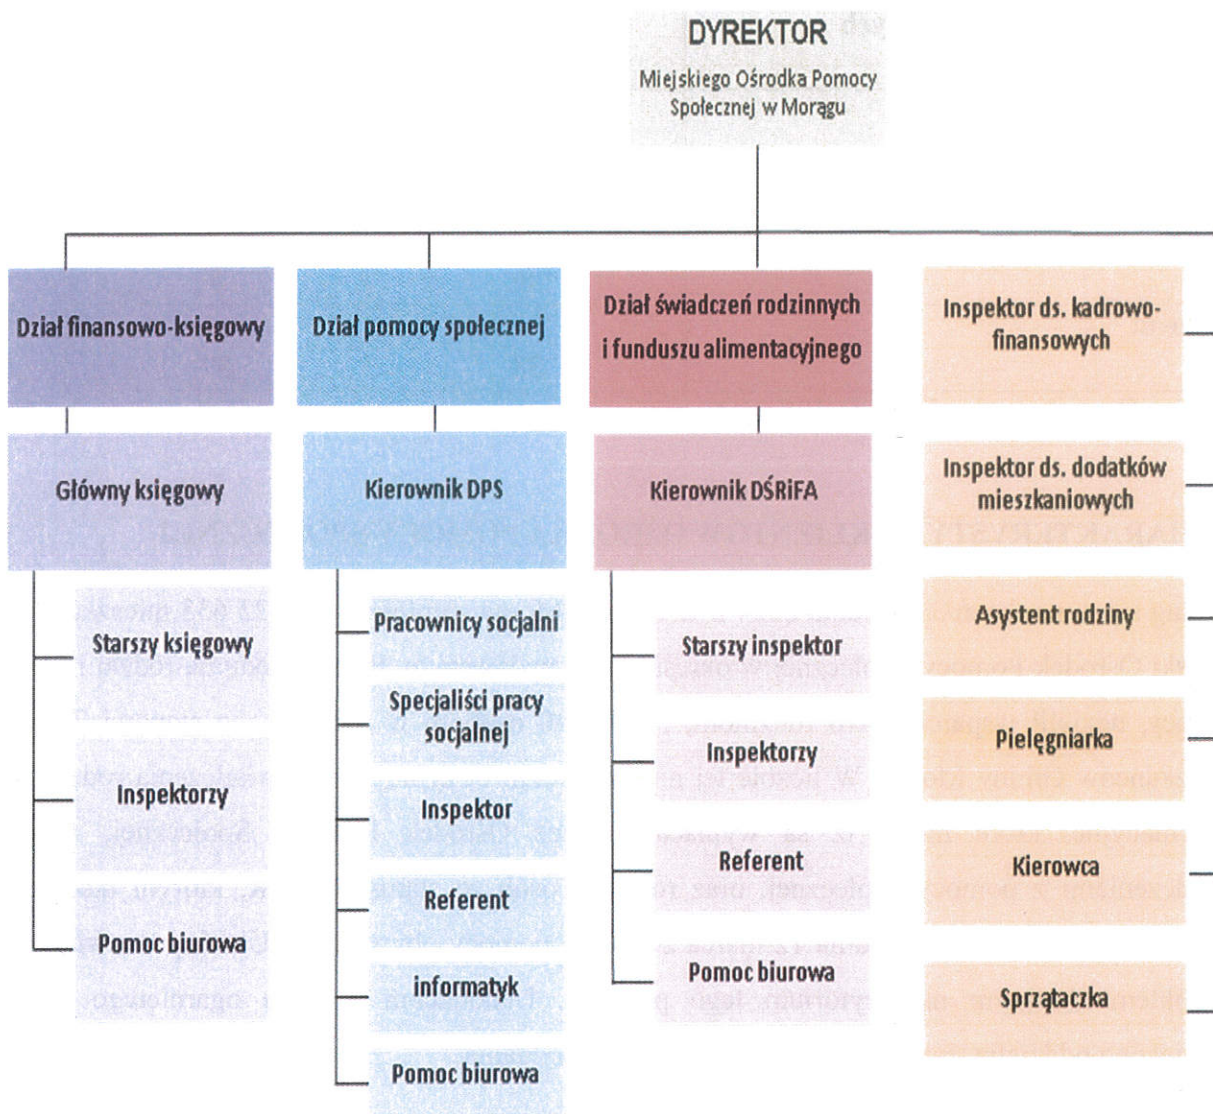 DYREKTOR
Miejskiego Ośrodka Pomocy
Społecznej w Morągu
Dział finansowo-księgowy
Dział pomocy społecznej
Dział świadczeń rodzinnych
i funduszu alimentacyjnego
Inspektor ds. kadrowo-
finansowych
Główny księgowy
Kierownik DPS
Kierownik DŚRiFA
Inspektor ds. dodatków
mieszkaniowych
Starszy księgowy
Inspektorzy
Pomoc biurowa
Pracownicy socjalni
Specjaliści pracy
socjalnej
Inspektor
Referent
informatyk
Pomoc biurowa
Starszy inspektor
Inspektorzy
Referent
Pomoc biurowa
Asystent rodziny
Pielęgniarka
Kierowca
Sprzątaczka